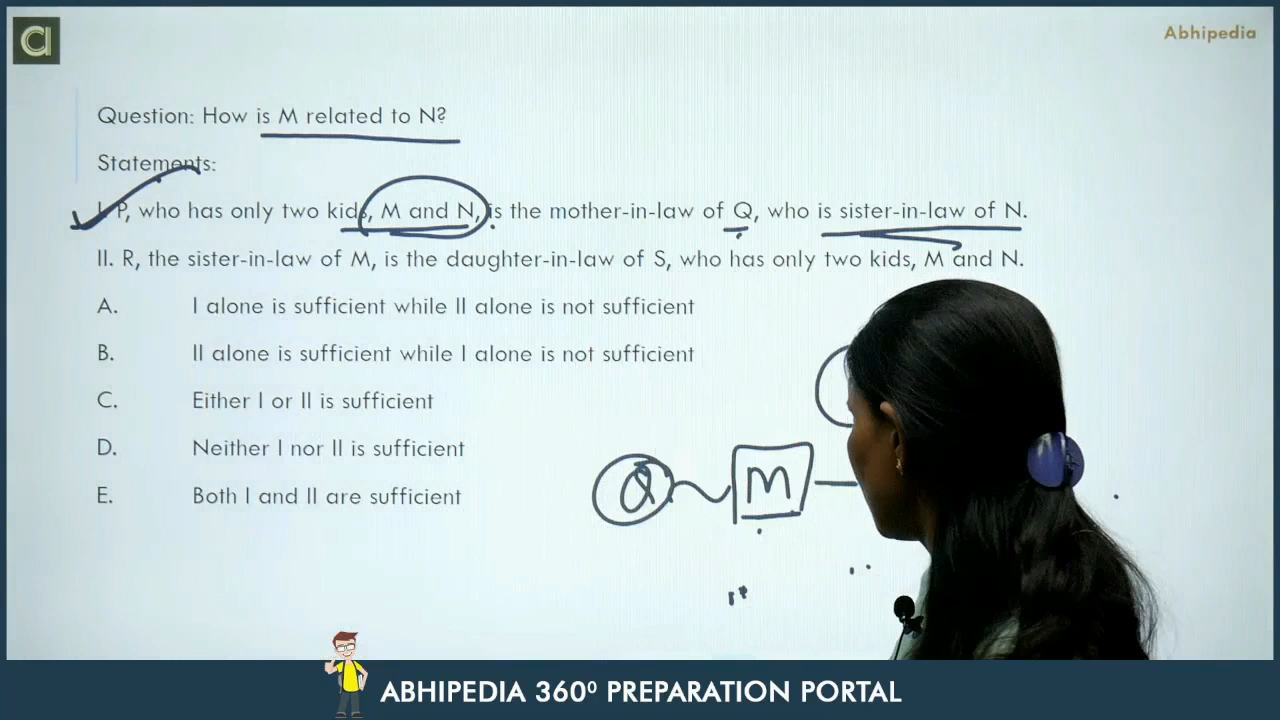 Abhipedia
Question: How is M related to N?
Statements:
I. P, who has only two kids, M and N, is the mother-in-law of Q, who is sister-in-law of N.
II. R, the sister-in-law of M, is the daughter-in-law of S, who has only two kids, M and N.
A. I alone is sufficient while II alone is not sufficient
B. II alone is sufficient while I alone is not sufficient
C. Either I or II is sufficient
D. Neither I nor II is sufficient
E. Both I and II are sufficient
Q M
ABHIPEDIA 360⁰ PREPARATION PORTAL